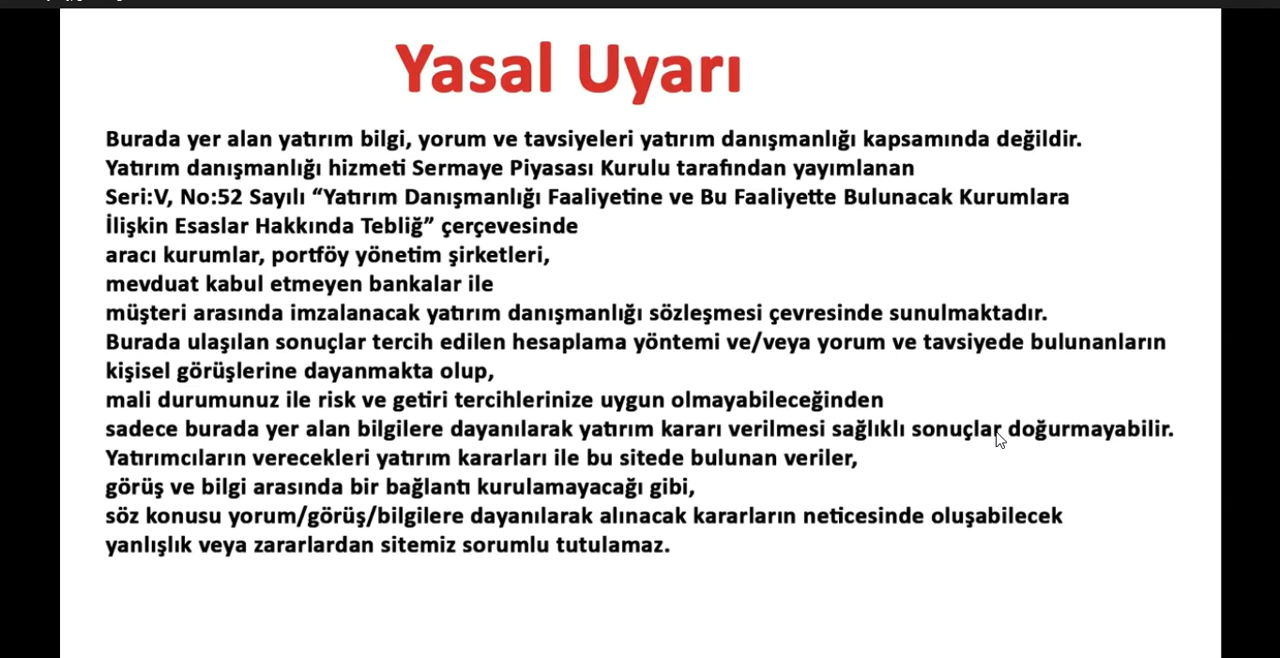 Yasal Uyarı
Burada yer alan yatırım bilgi, yorum ve tavsiyeleri yatırım danışmanlığı kapsamında değildir.
Yatırım danışmanlığı hizmeti Sermaye Piyasası Kurulu tarafından yayımlanan
Seri:V, No:52 Sayılı “Yatırım Danışmanlığı Faaliyetine ve Bu Faaliyette Bulunacak Kurumlara
İlişkin Esaslar Hakkında Tebliğ” çerçevesinde
aracı kurumlar, portföy yönetim şirketleri,
mevduat kabul etmeyen bankalar ile
müşteri arasında imzalanacak yatırım danışmanlığı sözleşmesi çevresinde sunulmaktadır.
Burada ulaşılan sonuçlar tercih edilen hesaplama yöntemi ve/veya yorum ve tavsiyede bulunanların
kişisel görüşlerine dayanmakta olup,
mali durumunuz ile risk ve getiri tercihlerinize uygun olmayabileceğinden
sadece burada yer alan bilgilere dayanılarak yatırım kararı verilmesi sağlıklı sonuçlar doğurmayabilir.
Yatırımcıların verecekleri yatırım kararları ile bu sitede bulunan veriler,
görüş ve bilgi arasında bir bağlantı kurulamayacağı gibi,
söz konusu yorum/görüş/bilgilere dayanılarak alınacak kararların neticesinde oluşabilecek
yanlışlık veya zararlardan sitemiz sorumlu tutulamaz.